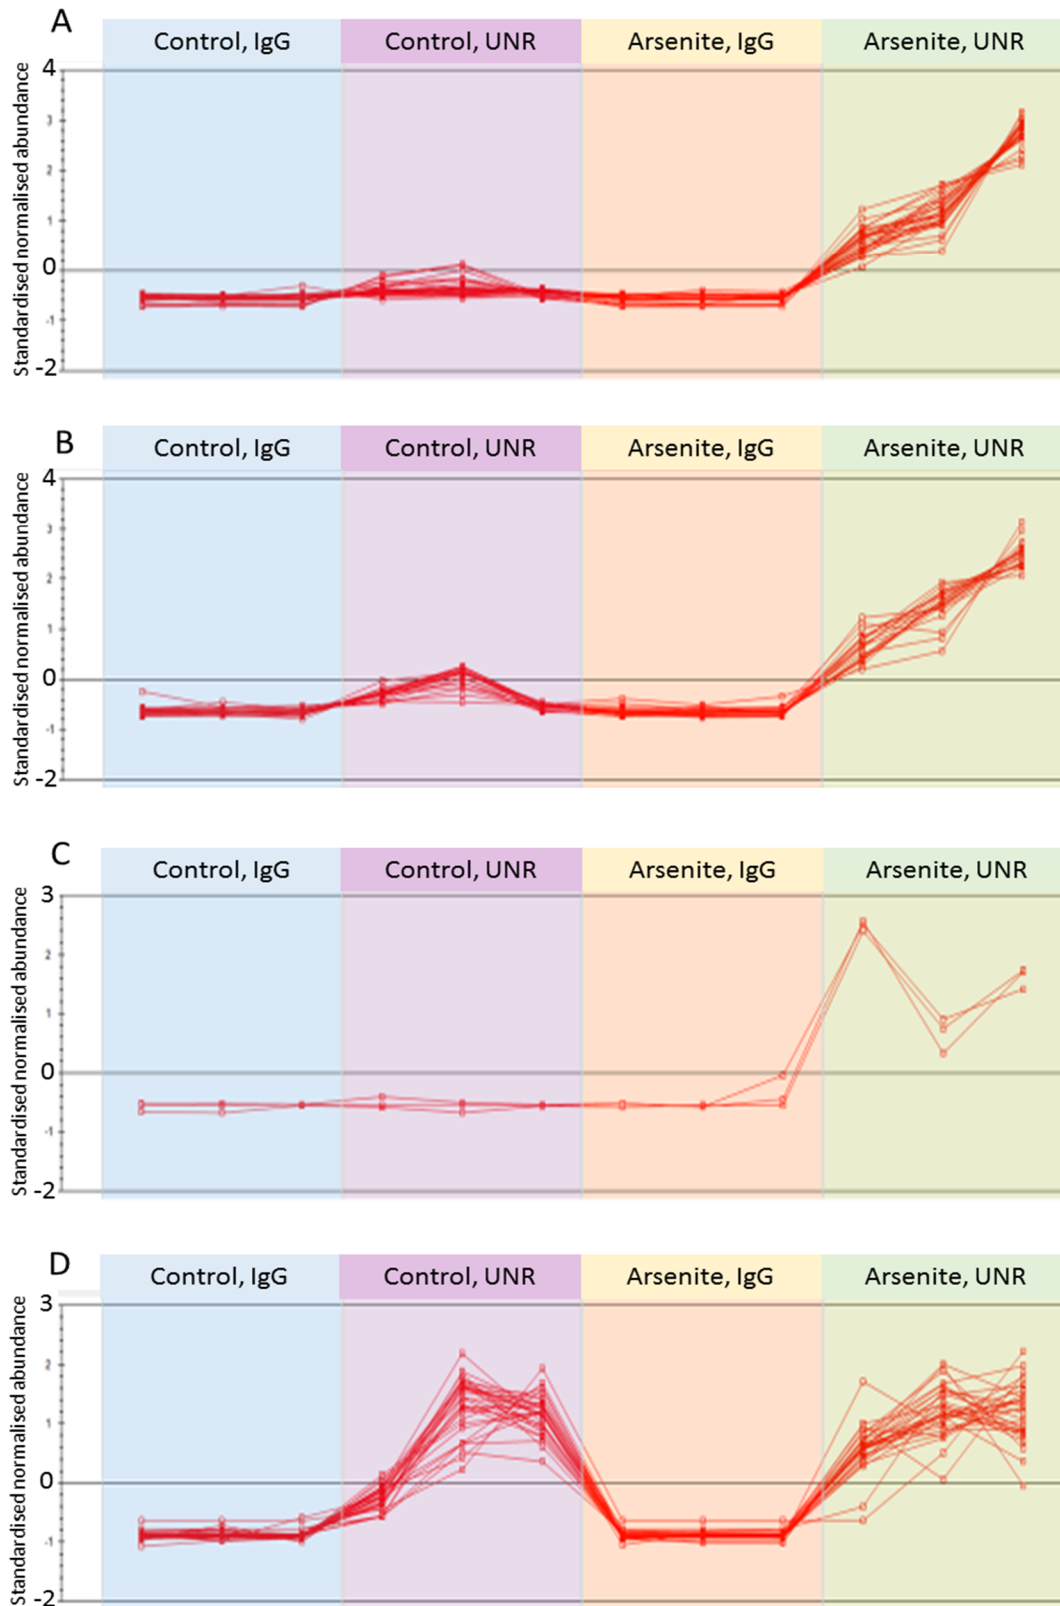 A
Control, IgG Control, UNR Arsenite, IgG Arsenite, UNR
Standardised normalised abundance
4
3
2
1
0
-1
-2
B
Control, IgG Control, UNR Arsenite, IgG Arsenite, UNR
Standardised normalised abundance
4
3
2
1
0
-1
-2
C
Control, IgG Control, UNR Arsenite, IgG Arsenite, UNR
Standardised normalised abundance
3
2
1
0
-1
-2
D
Control, IgG Control, UNR Arsenite, IgG Arsenite, UNR
Standardised normalised abundance
3
2
1
0
-1
-2